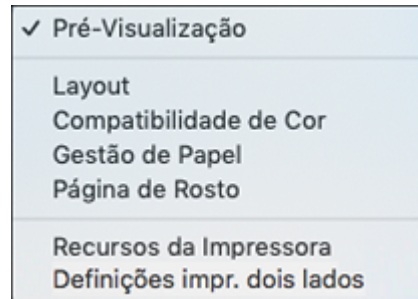 ✓ Pré-Visualização
Layout
Compatibilidade de Cor
Gestão de Papel
Página de Rosto
Recursos da Impressora
Definições impr. dois lados